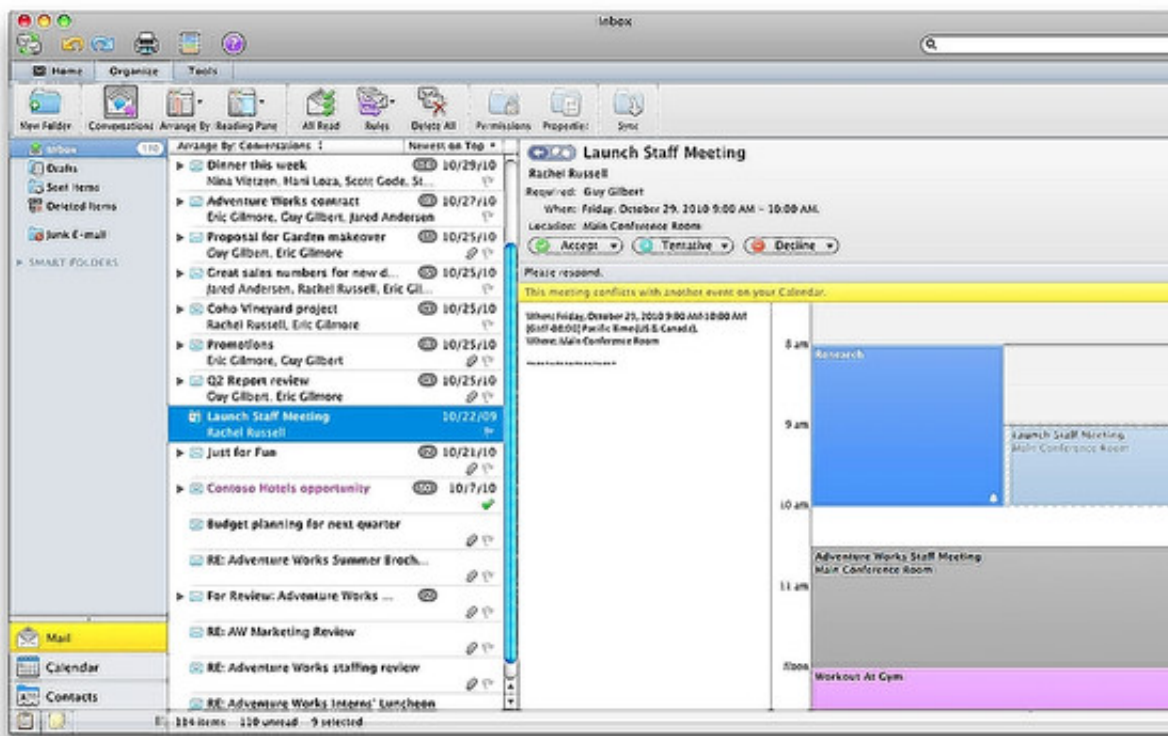 Inbox
Home Organize Tools
New Folder Conversations Arrange By Reading Pane All Read Rules Delete All Permissions Properties Sync
Inbox 110
Drafts
Sent Items
Deleted Items
Junk E-mail
SMART FOLDERS
Mail
Calendar
Contacts
Arrange By: Conversations Newest on Top
Dinner this week 10/29/10
Nina Vietzen, Mani Loza, Scott Gode, St...
Adventure Works contract 10/27/10
Eric Gilmore, Guy Gilbert, Jared Andersen
Proposal for Garden makeover 10/25/10
Guy Gilbert, Eric Gilmore
Great sales numbers for new d... 10/25/10
Jared Andersen, Rachel Russell, Eric Gil...
Coho Vineyard project 10/25/10
Rachel Russell, Eric Gilmore
Promotions 10/25/10
Eric Gilmore, Guy Gilbert
Q2 Report review 10/25/10
Guy Gilbert, Eric Gilmore
Launch Staff Meeting 10/22/09
Rachel Russell
Just for Fun 10/21/10
Contoso Hotels opportunity 10/7/10
Budget planning for next quarter
RE: Adventure Works Summer Broch...
For Review: Adventure Works ...
RE: AW Marketing Review
RE: Adventure Works staffing review
RE: Adventure Works Interns' Luncheon
114 items 110 unread 9 selected
Launch Staff Meeting
Rachel Russell
Required: Guy Gilbert
When: Friday, October 29, 2010 9:00 AM – 10:00 AM.
Location: Main Conference Room
Accept Tentative Decline
Please respond.
This meeting conflicts with another event on your Calendar.
When: Friday, October 29, 2010 9:00 AM-10:00 AM
(GMT-08:00) Pacific Time (US & Canada).
Where: Main Conference Room
8 am
Research
9 am
Launch Staff Meeting
Main Conference Room
10 am
Adventure Works Staff Meeting
Main Conference Room
11 am
Noon
Workout At Gym